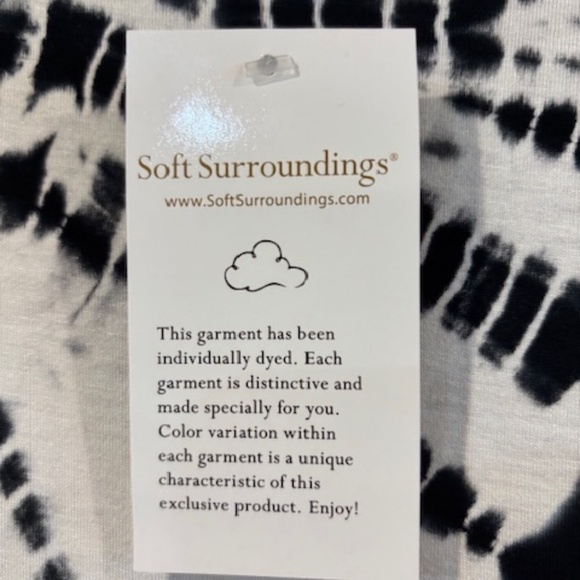 Soft Surroundings®
www.SoftSurroundings.com
This garment has been
individually dyed. Each
garment is distinctive and
made specially for you.
Color variation within
each garment is a unique
characteristic of this
exclusive product. Enjoy!